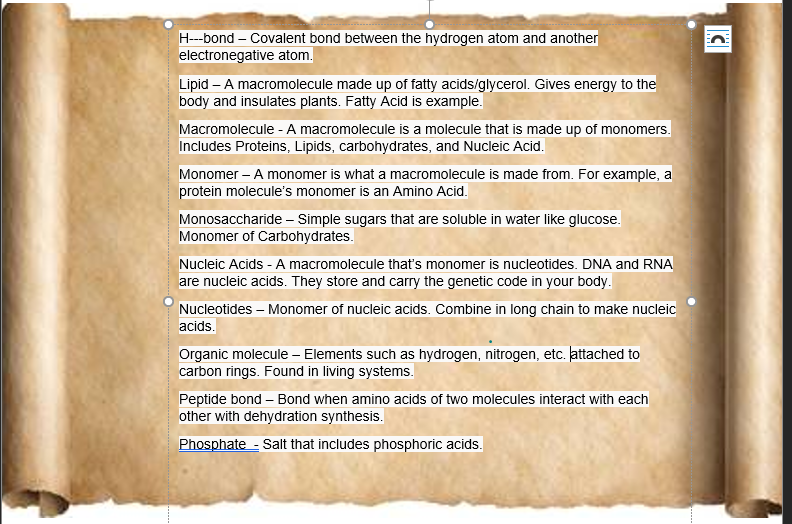 H---bond – Covalent bond between the hydrogen atom and another
electronegative atom.
Lipid – A macromolecule made up of fatty acids/glycerol. Gives energy to the
body and insulates plants. Fatty Acid is example.
Macromolecule - A macromolecule is a molecule that is made up of monomers.
Includes Proteins, Lipids, carbohydrates, and Nucleic Acid.
Monomer – A monomer is what a macromolecule is made from. For example, a
protein molecule’s monomer is an Amino Acid.
Monosaccharide – Simple sugars that are soluble in water like glucose.
Monomer of Carbohydrates.
Nucleic Acids - A macromolecule that’s monomer is nucleotides. DNA and RNA
are nucleic acids. They store and carry the genetic code in your body.
Nucleotides – Monomer of nucleic acids. Combine in long chain to make nucleic
acids.
Organic molecule – Elements such as hydrogen, nitrogen, etc. attached to
carbon rings. Found in living systems.
Peptide bond – Bond when amino acids of two molecules interact with each
other with dehydration synthesis.
Phosphate - Salt that includes phosphoric acids.